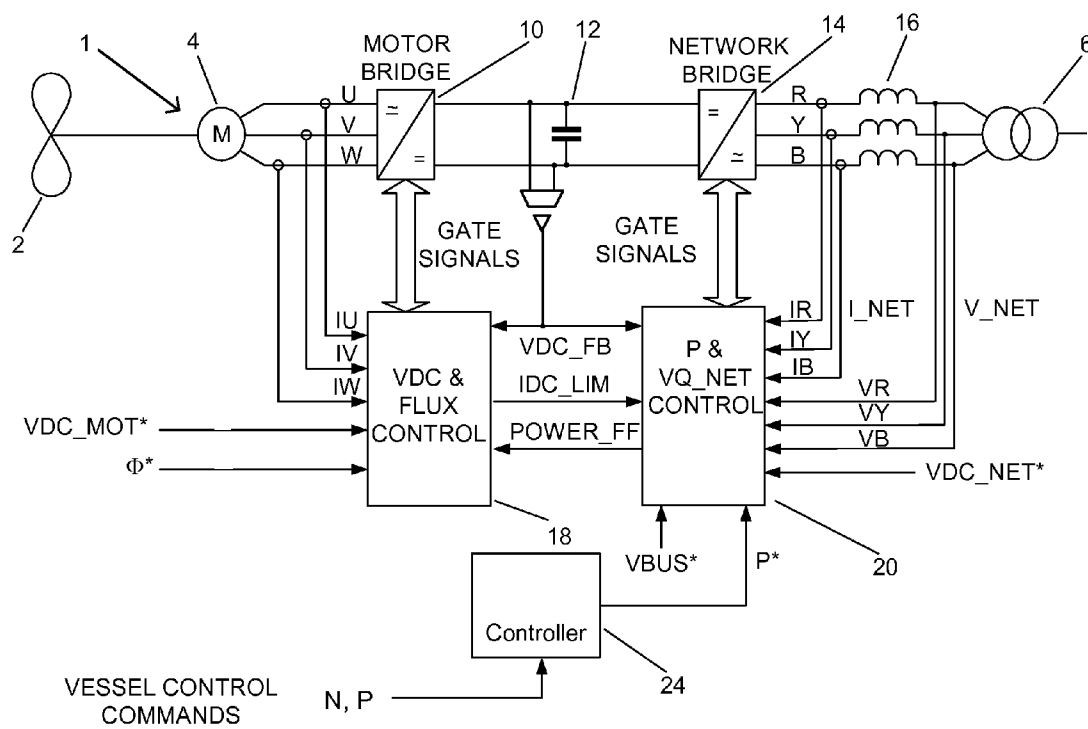 1
4
MOTOR
BRIDGE
10
12
NETWORK
BRIDGE
14
16
6
U
V
W
M
≃
=
=
≃
R
Y
B
2
GATE
SIGNALS
GATE
SIGNALS
IU
IV
IW
VDC &
FLUX
CONTROL
VDC_FB
IDC_LIM
POWER_FF
P &
VQ_NET
CONTROL
IR
IY
IB
I_NET
V_NET
VR
VY
VB
VDC_MOT*
Φ*
VDC_NET*
18
VBUS*
P*
20
Controller
24
VESSEL CONTROL
COMMANDS
N, P